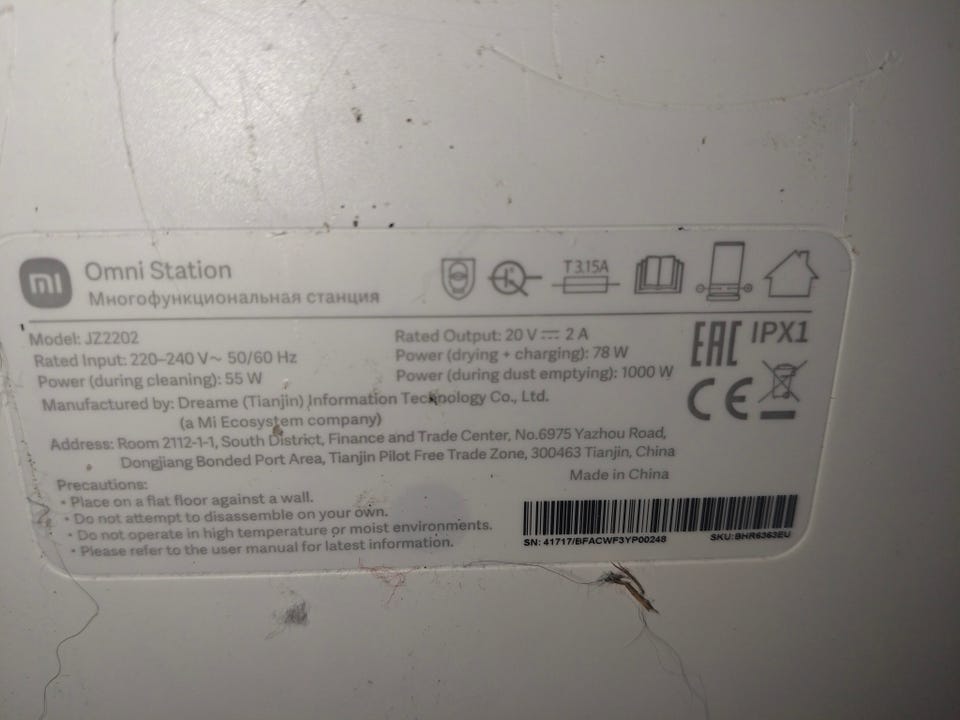 mi
Omni Station
Многофункциональная станция
T3.15A
Model: JZ2202
Rated Input: 220–240 V~ 50/60 Hz
Power (during cleaning): 55 W
Rated Output: 20 V⎓ 2 A
Power (drying + charging): 78 W
Power (during dust emptying): 1000 W
EAC IPX1
CE
Manufactured by: Dreame (Tianjin) Information Technology Co., Ltd.
(a Mi Ecosystem company)
Address: Room 2112-1-1, South District, Finance and Trade Center, No.6975 Yazhou Road,
Dongjiang Bonded Port Area, Tianjin Pilot Free Trade Zone, 300463 Tianjin, China
Made in China
Precautions:
• Place on a flat floor against a wall.
• Do not attempt to disassemble on your own.
• Do not operate in high temperature or moist environments.
• Please refer to the user manual for latest information.
SN: 41717/BFACWF3YP00248
SKU: BHR6363EU